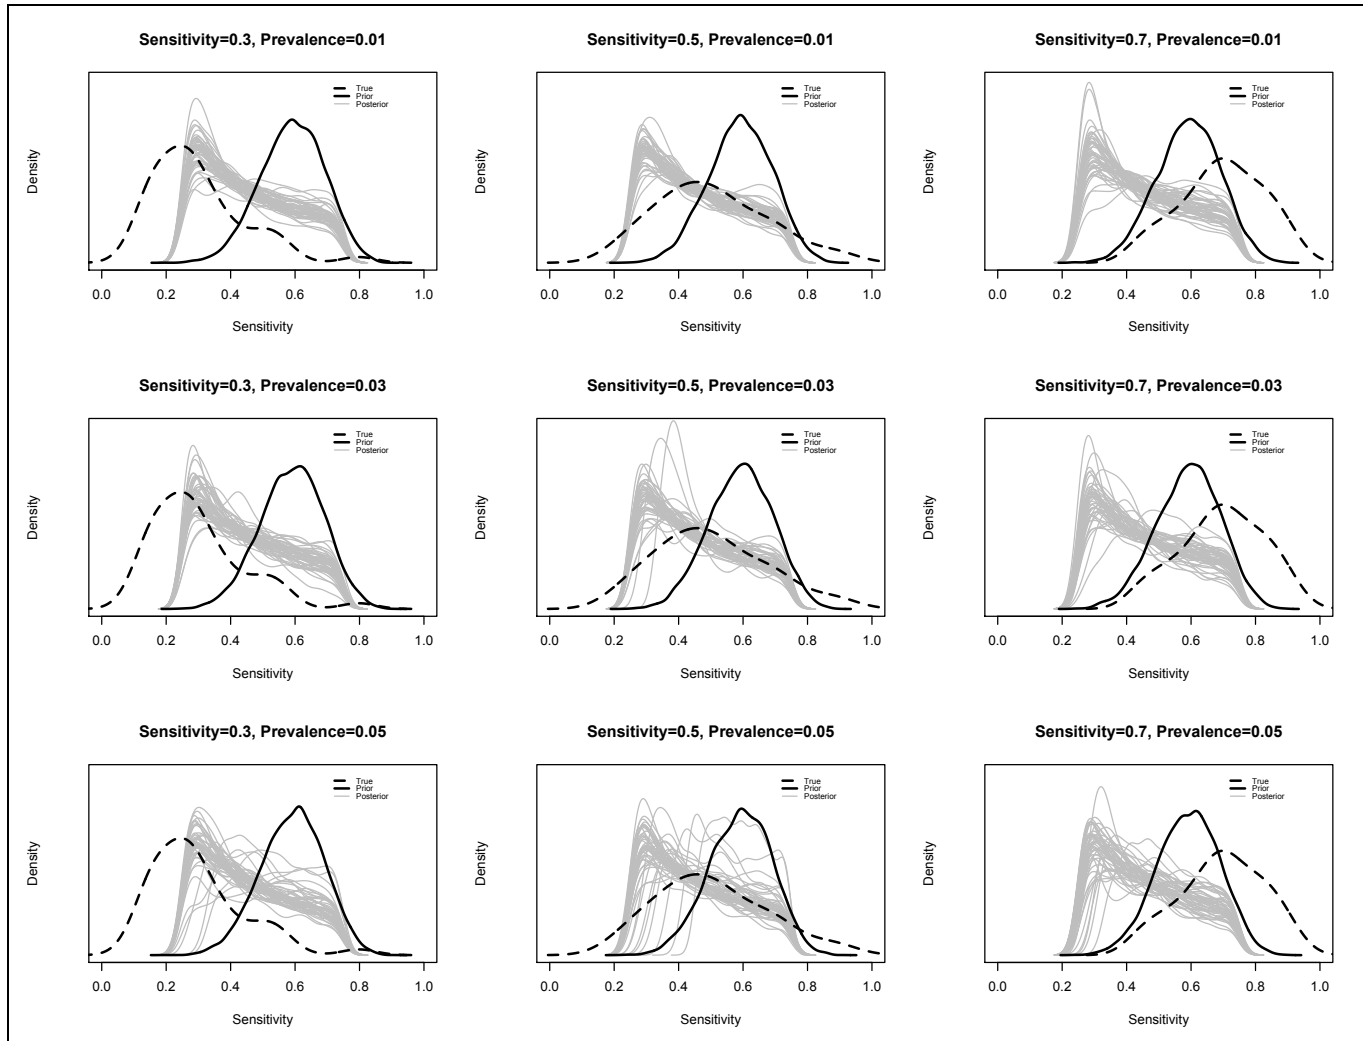 Sensitivity=0.3, Prevalence=0.01
True
Prior
Posterior
Density
0.0 0.2 0.4 0.6 0.8 1.0
Sensitivity
Sensitivity=0.5, Prevalence=0.01
True
Prior
Posterior
Density
0.0 0.2 0.4 0.6 0.8 1.0
Sensitivity
Sensitivity=0.7, Prevalence=0.01
True
Prior
Posterior
Density
0.0 0.2 0.4 0.6 0.8 1.0
Sensitivity
Sensitivity=0.3, Prevalence=0.03
True
Prior
Posterior
Density
0.0 0.2 0.4 0.6 0.8 1.0
Sensitivity
Sensitivity=0.5, Prevalence=0.03
True
Prior
Posterior
Density
0.0 0.2 0.4 0.6 0.8 1.0
Sensitivity
Sensitivity=0.7, Prevalence=0.03
True
Prior
Posterior
Density
0.0 0.2 0.4 0.6 0.8 1.0
Sensitivity
Sensitivity=0.3, Prevalence=0.05
True
Prior
Posterior
Density
0.0 0.2 0.4 0.6 0.8 1.0
Sensitivity
Sensitivity=0.5, Prevalence=0.05
True
Prior
Posterior
Density
0.0 0.2 0.4 0.6 0.8 1.0
Sensitivity
Sensitivity=0.7, Prevalence=0.05
True
Prior
Posterior
Density
0.0 0.2 0.4 0.6 0.8 1.0
Sensitivity